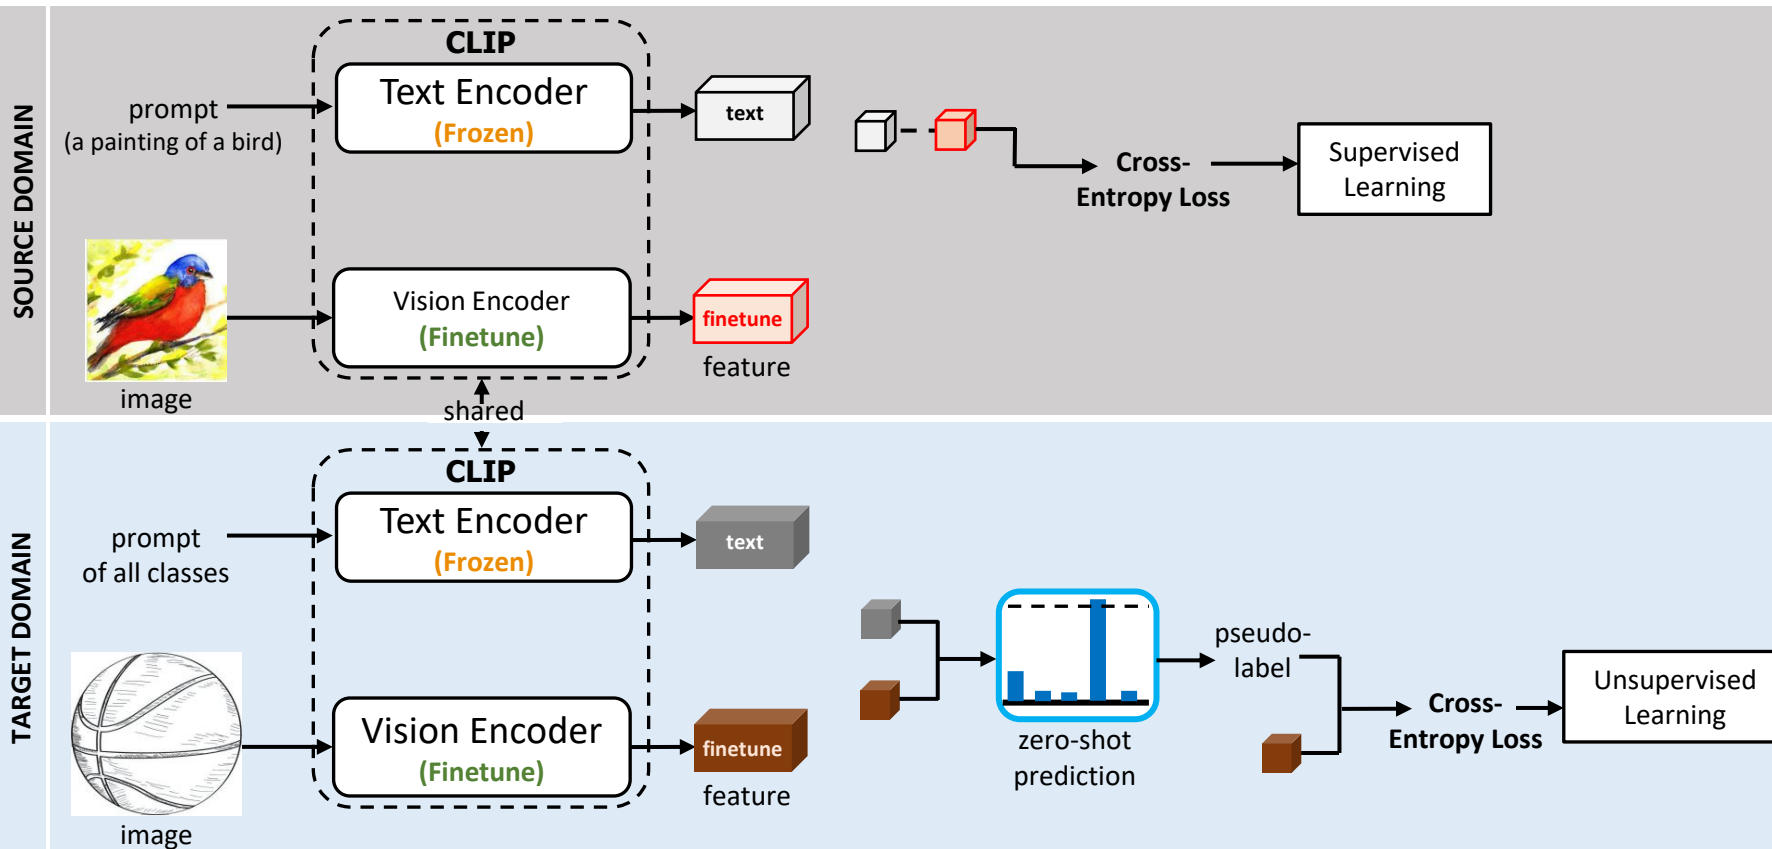 SOURCE DOMAIN
CLIP
Text Encoder
(Frozen)
prompt
(a painting of a bird)
text
Cross-
Entropy Loss
Supervised
Learning
Vision Encoder
(Finetune)
finetune
feature
image
shared
TARGET DOMAIN
CLIP
Text Encoder
(Frozen)
prompt
of all classes
text
pseudo-
label
Vision Encoder
(Finetune)
finetune
feature
zero-shot
prediction
Cross-
Entropy Loss
Unsupervised
Learning
image